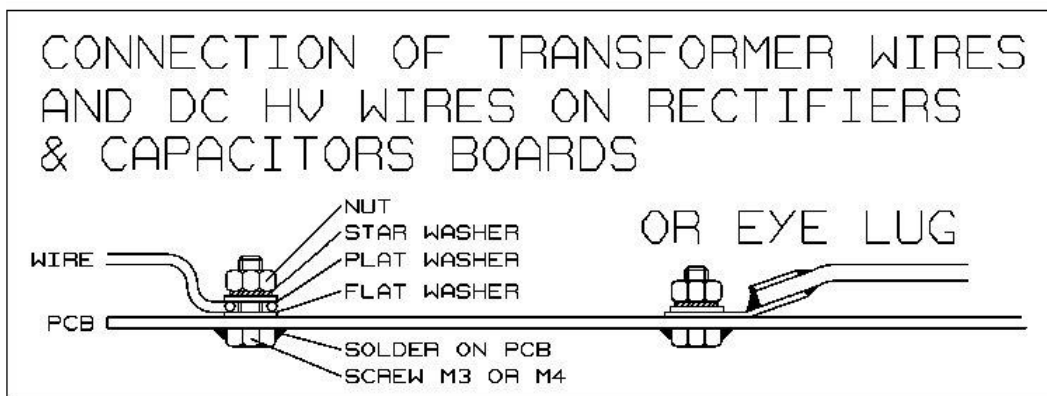 CONNECTION OF TRANSFORMER WIRES
AND DC HV WIRES ON RECTIFIERS
& CAPACITORS BOARDS
NUT
STAR WASHER
PLAT WASHER
FLAT WASHER
WIRE
PCB
SOLDER ON PCB
SCREW M3 OR M4
OR EYE LUG